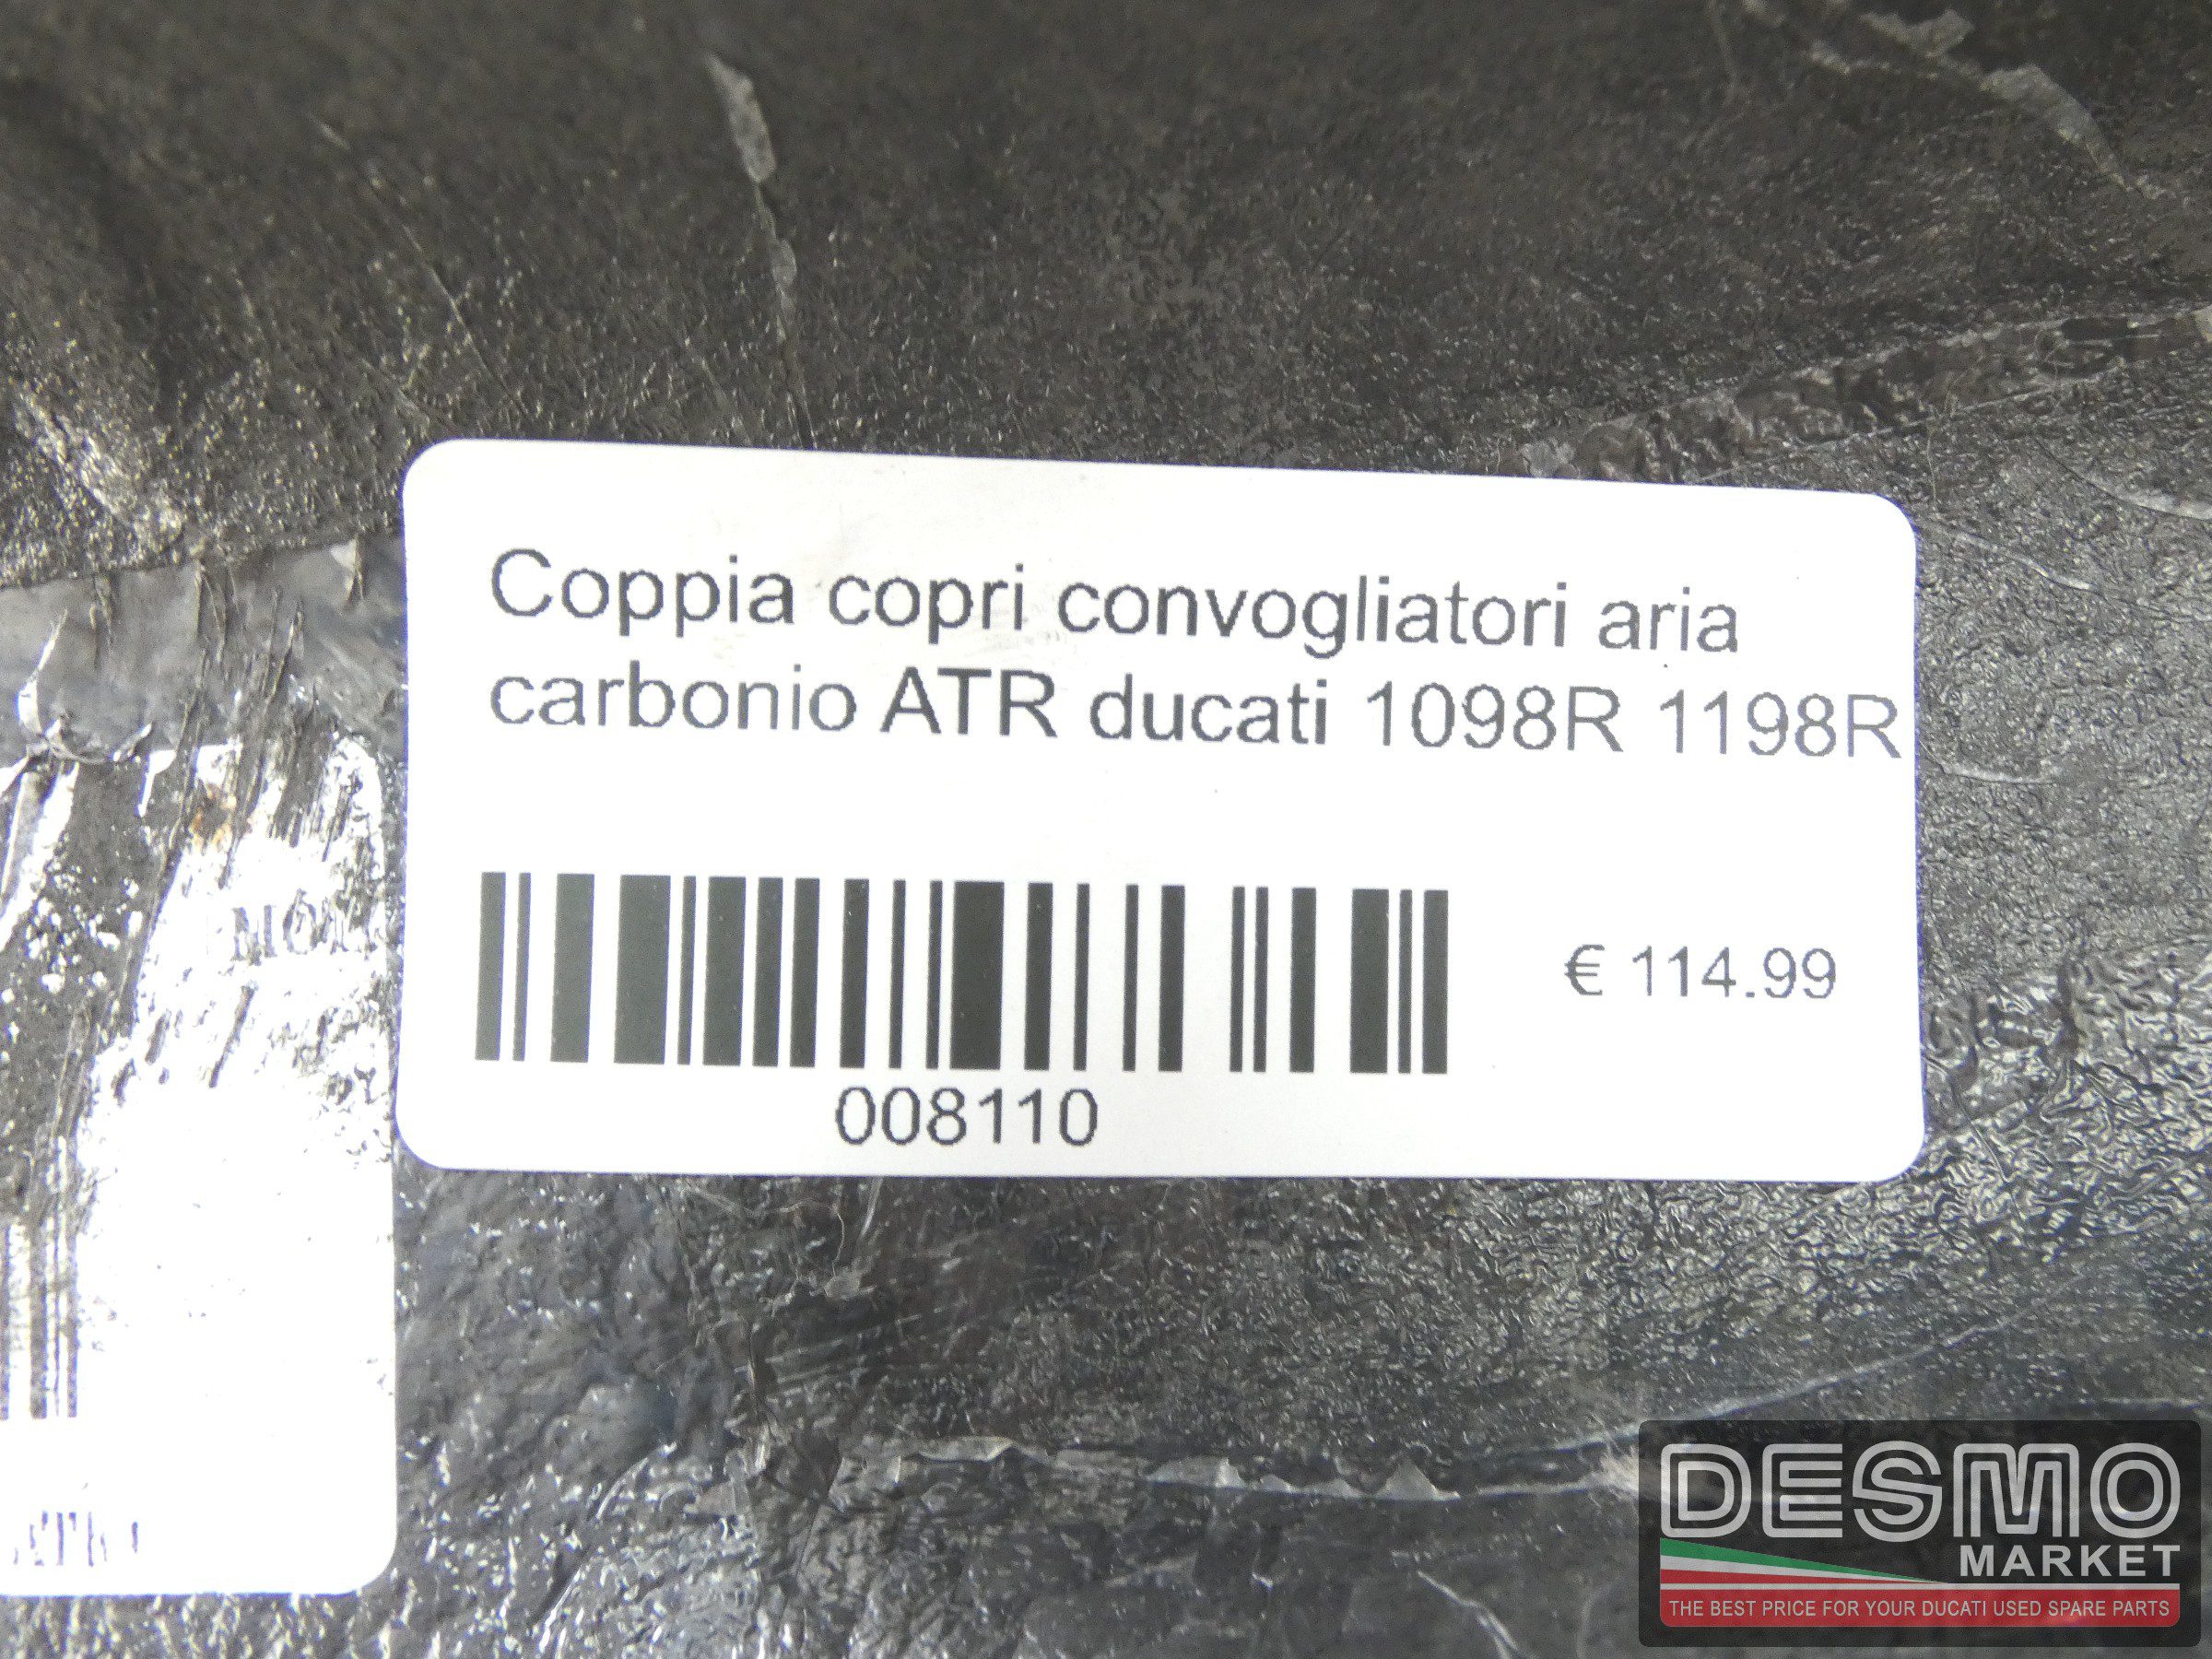 Coppia copri convogliatori aria
carbonio ATR ducati 1098R 1198R
€ 114.99
008110
DESMO
MARKET
THE BEST PRICE FOR YOUR DUCATI USED SPARE PARTS